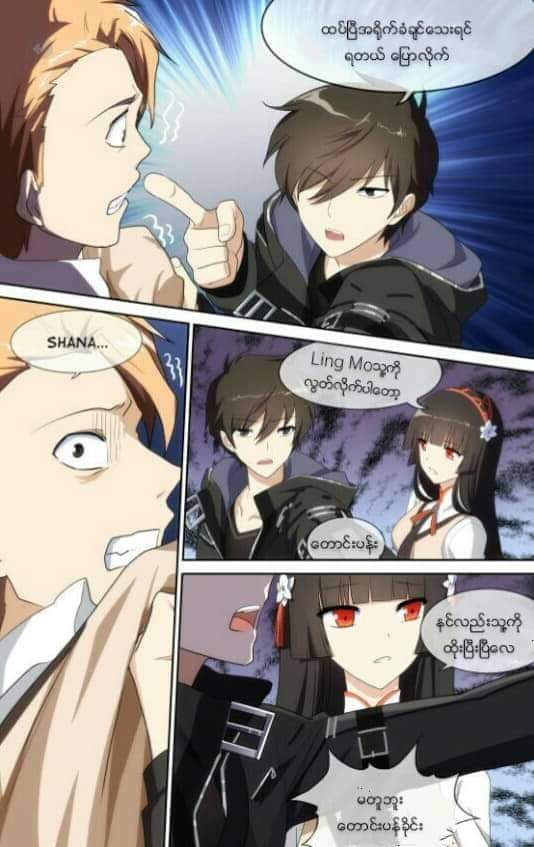 ထပ်ပြီးအရိုက်ခံချင်သေးရင်
ရတယ် ပြောလိုက်
SHANA...
Ling Moသူ့ကို
လွှတ်လိုက်ပါတော့
တောင်းပန်း
နင်လည်းသူ့ကို
ထိုးပြီးပြီလေ
မတူဘူး
တောင်းပန်ခိုင်း